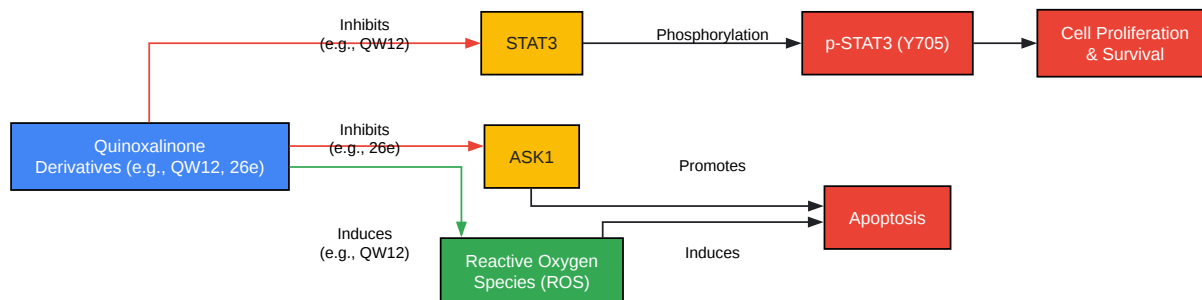 Inhibits
(e.g., QW12)
STAT3
Phosphorylation
p-STAT3 (Y705)
Cell Proliferation
& Survival
Quinoxalinone
Derivatives (e.g., QW12, 26e)
Inhibits
(e.g., 26e)
ASK1
Promotes
Apoptosis
Induces
(e.g., QW12)
Reactive Oxygen
Species (ROS)
Induces